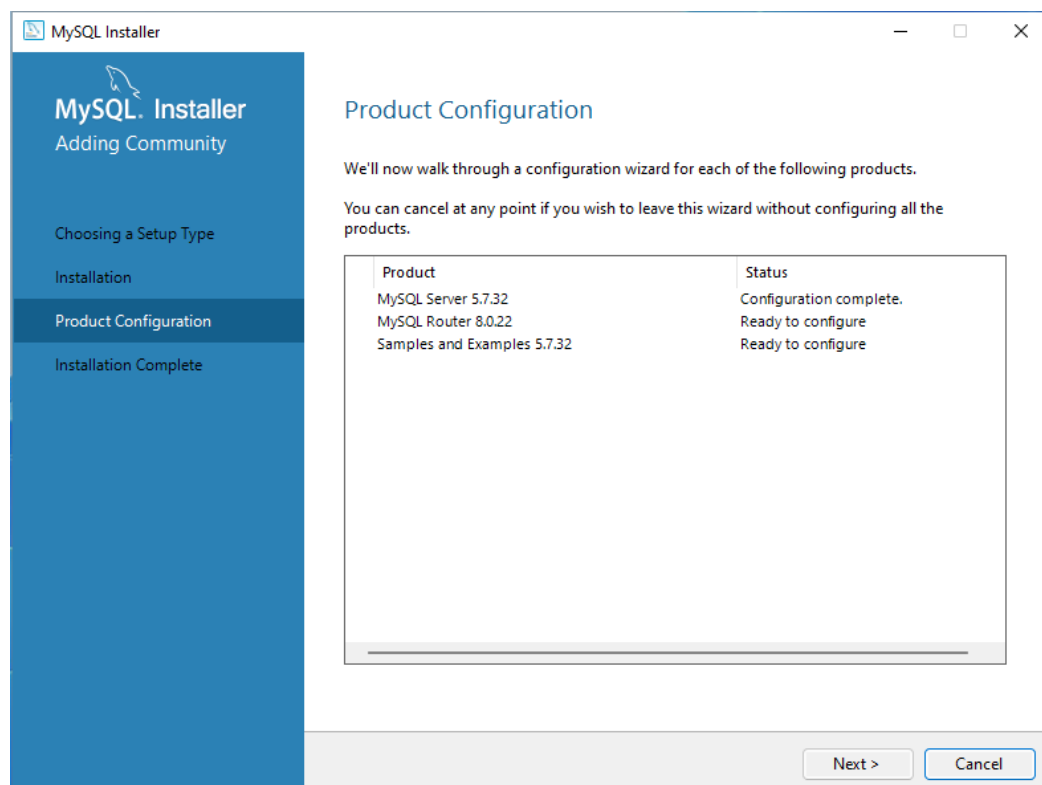 MySQL Installer
MySQL. Installer
Adding Community
Choosing a Setup Type
Installation
Product Configuration
Installation Complete
Product Configuration
We'll now walk through a configuration wizard for each of the following products.
You can cancel at any point if you wish to leave this wizard without configuring all the
products.
Product Status
MySQL Server 5.7.32 Configuration complete.
MySQL Router 8.0.22 Ready to configure
Samples and Examples 5.7.32 Ready to configure
Next > Cancel